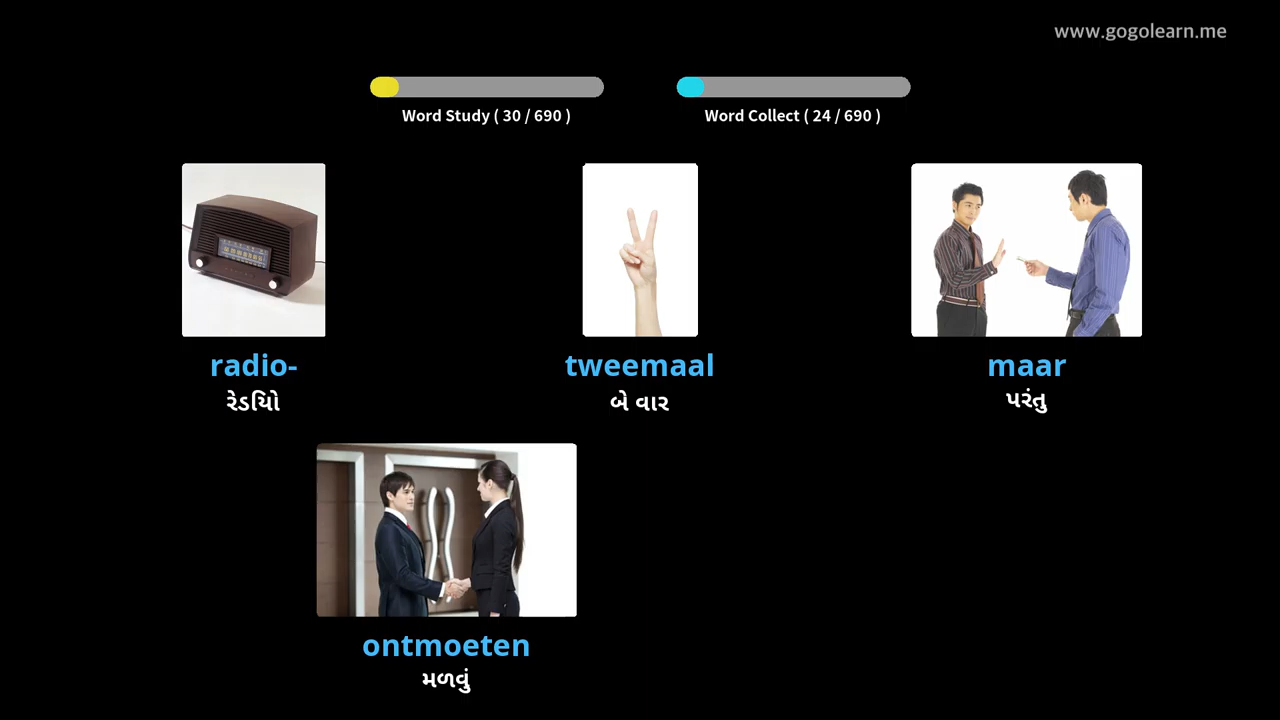 www.gogolearn.me
Word Study ( 30 / 690 )
Word Collect ( 24 / 690 )
radio-
રેડિયો
tweemaal
બે વાર
maar
પરંતુ
ontmoeten
મળવું